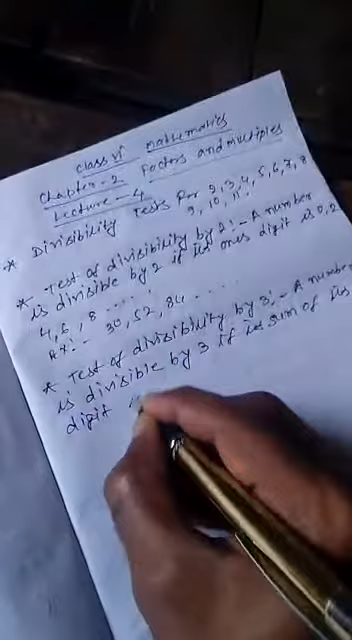 Class VI Mathematics
Chapter-2 Factors and multiples
Lecture-4
* Divisibility Tests for 2,3,4,5,6,7,8
9,10,11:
* Test of divisibility by 2:- A number
is divisible by 2 if its ones digit is 0,2
4,6,8 .....
Ex:- 30,52,84 .....
* Test of divisibility by 3:- A number
is divisible by 3 if is sum of its
digit